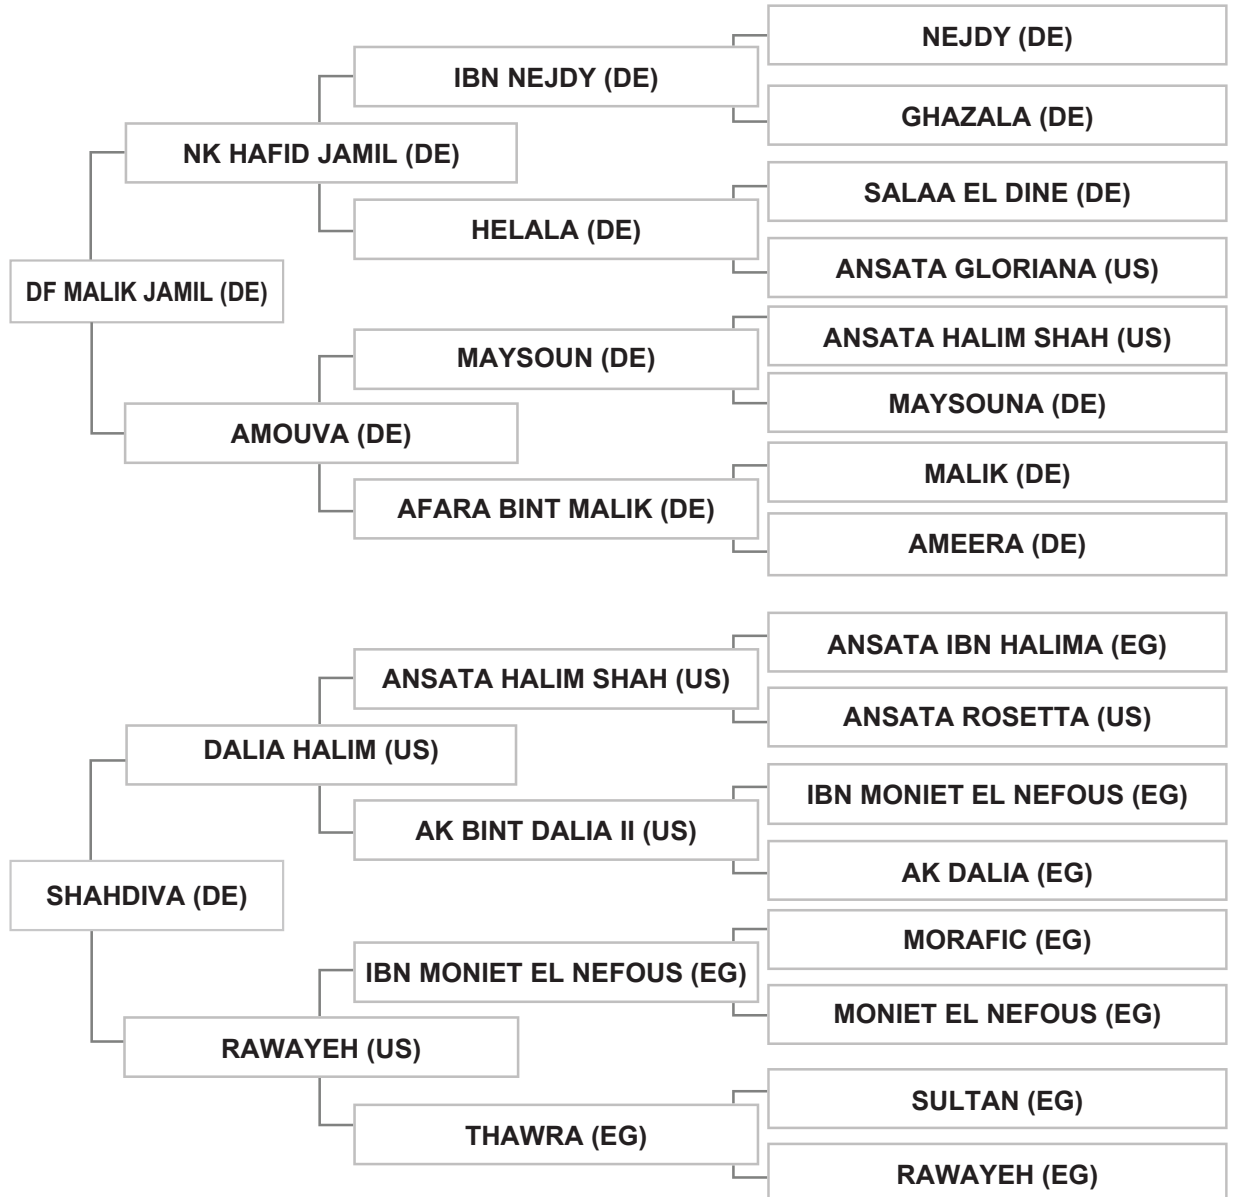 NEJDY (DE)
IBN NEJDY (DE)
GHAZALA (DE)
NK HAFID JAMIL (DE)
SALAA EL DINE (DE)
HELALA (DE)
ANSATA GLORIANA (US)
DF MALIK JAMIL (DE)
ANSATA HALIM SHAH (US)
MAYSOUN (DE)
MAYSOUNA (DE)
AMOUVA (DE)
MALIK (DE)
AFARA BINT MALIK (DE)
AMEERA (DE)
ANSATA IBN HALIMA (EG)
ANSATA HALIM SHAH (US)
ANSATA ROSETTA (US)
DALIA HALIM (US)
IBN MONIET EL NEFOUS (EG)
AK BINT DALIA II (US)
AK DALIA (EG)
SHAHDIVA (DE)
MORAFIC (EG)
IBN MONIET EL NEFOUS (EG)
MONIET EL NEFOUS (EG)
RAWAYEH (US)
SULTAN (EG)
THAWRA (EG)
RAWAYEH (EG)